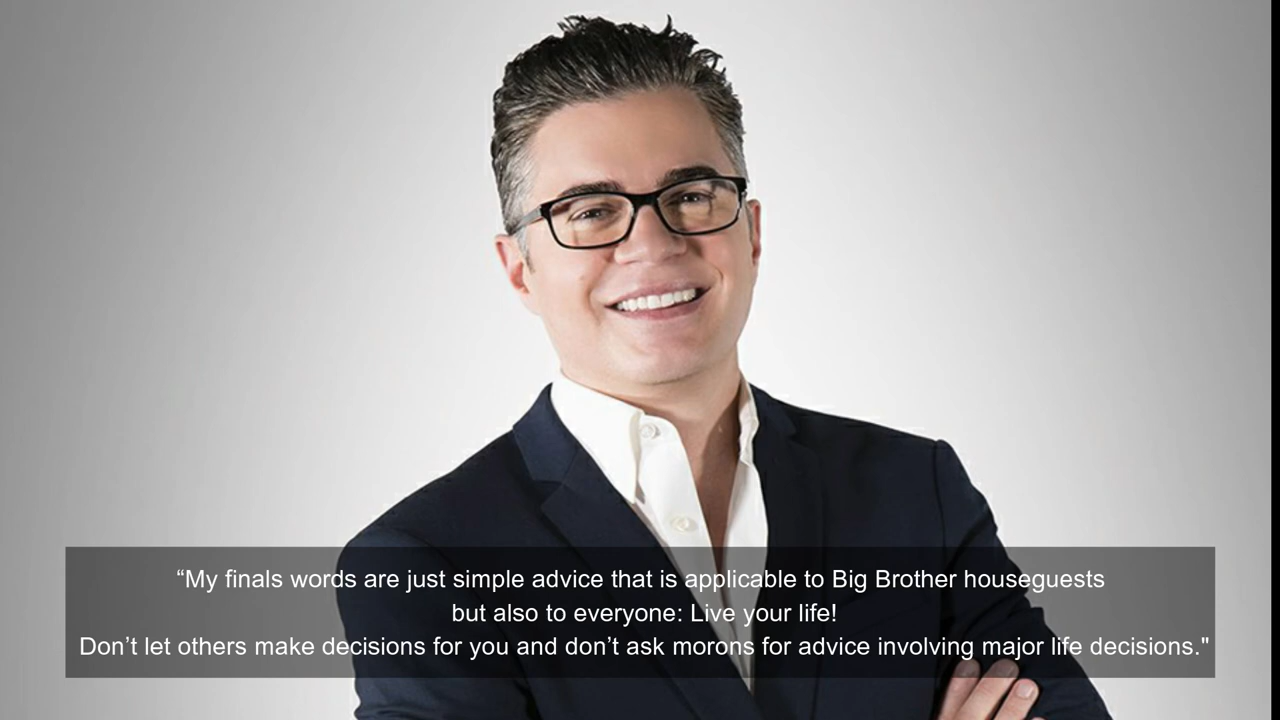 “My finals words are just simple advice that is applicable to Big Brother houseguests
but also to everyone: Live your life!
Don’t let others make decisions for you and don’t ask morons for advice involving major life decisions."